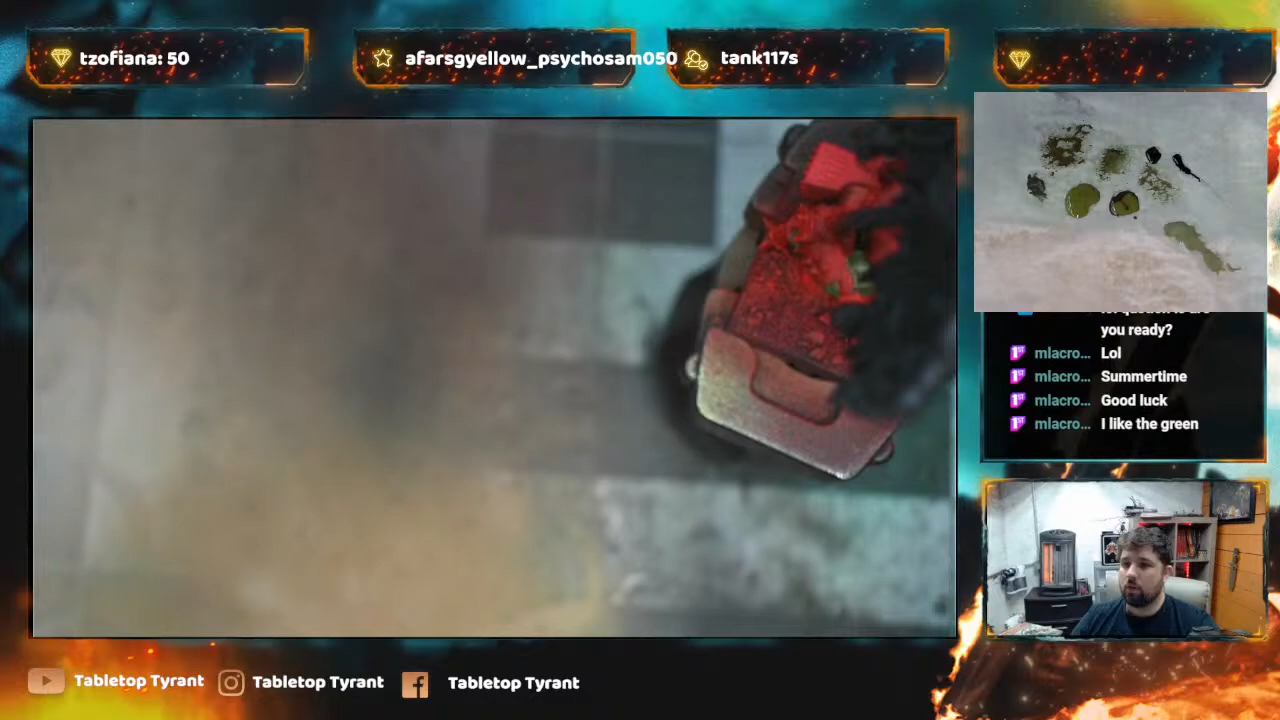 tzofiana: 50
afarsgyellow_psychosam050
tank117s
you ready?
mlacro... Lol
mlacro... Summertime
mlacro... Good luck
mlacro... I like the green
Tabletop Tyrant
Tabletop Tyrant
Tabletop Tyrant